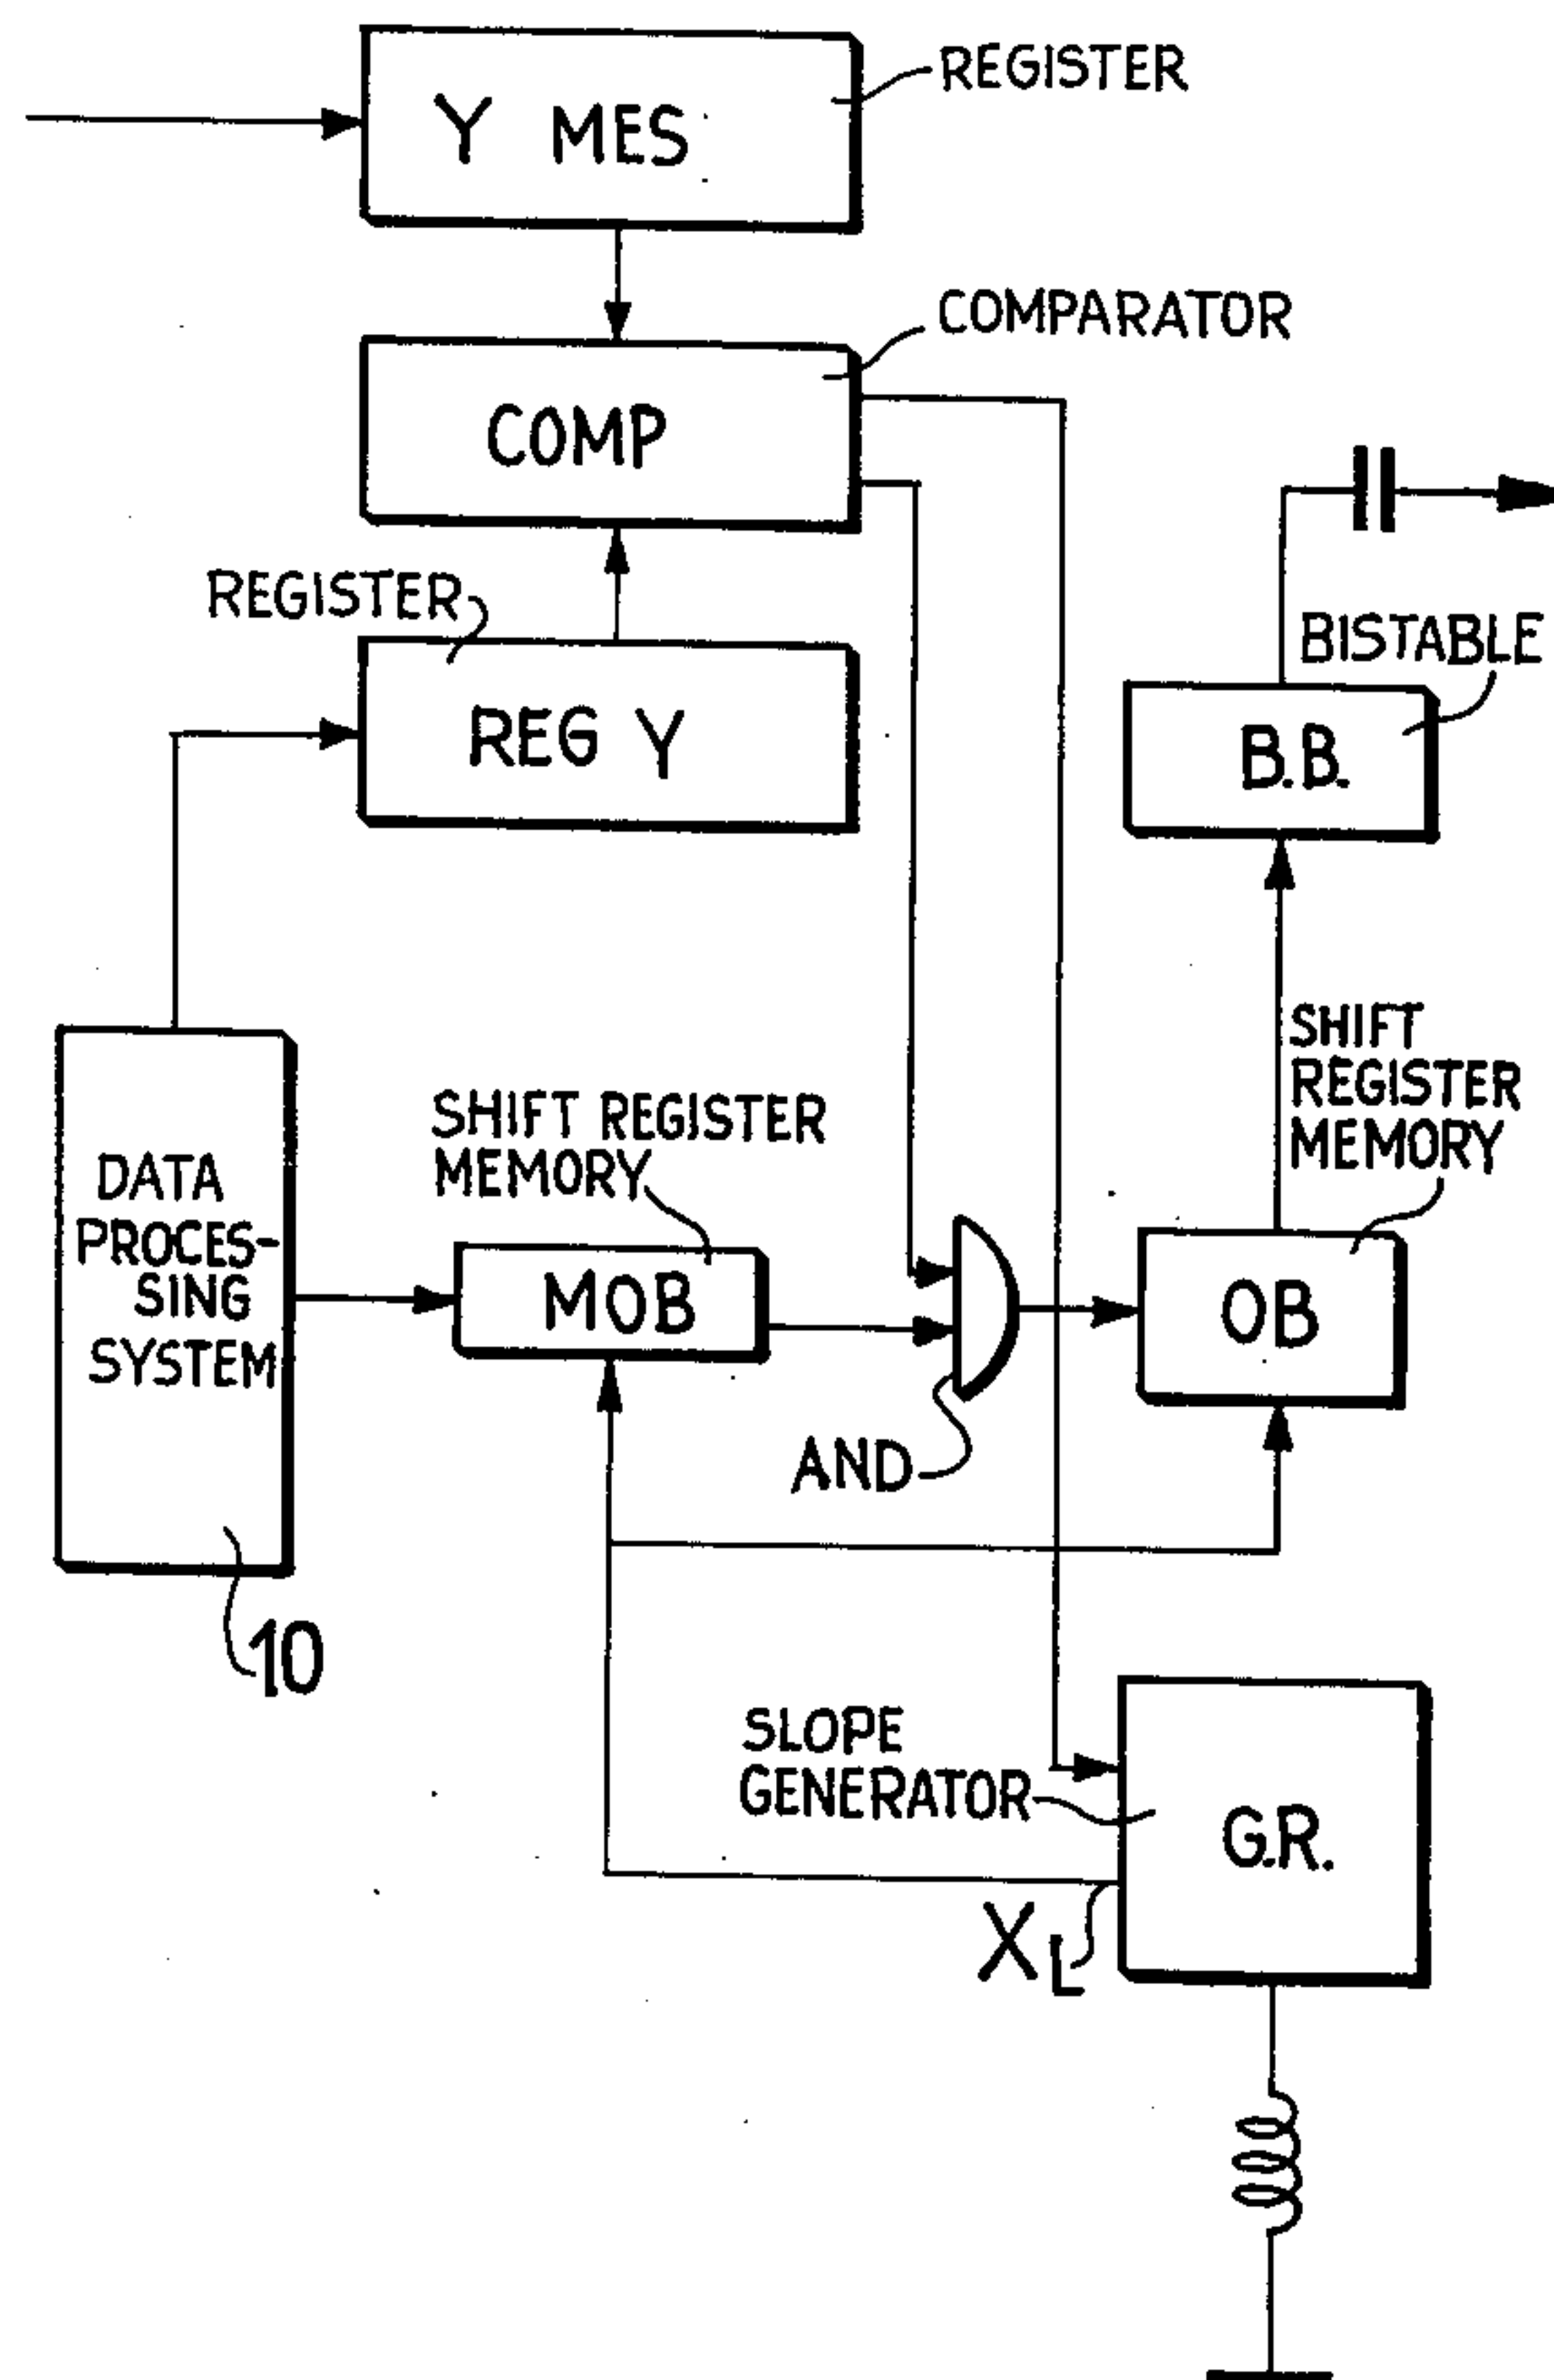 REGISTER
Y MES
COMPARATOR
COMP
REGISTER
BISTABLE
REG Y
B.B.
SHIFT
REGISTER
MEMORY
SHIFT REGISTER
MEMORY
DATA
PROCES-
SING
SYSTEM
MOB
OB
AND
10
SLOPE
GENERATOR
G.R.
XL